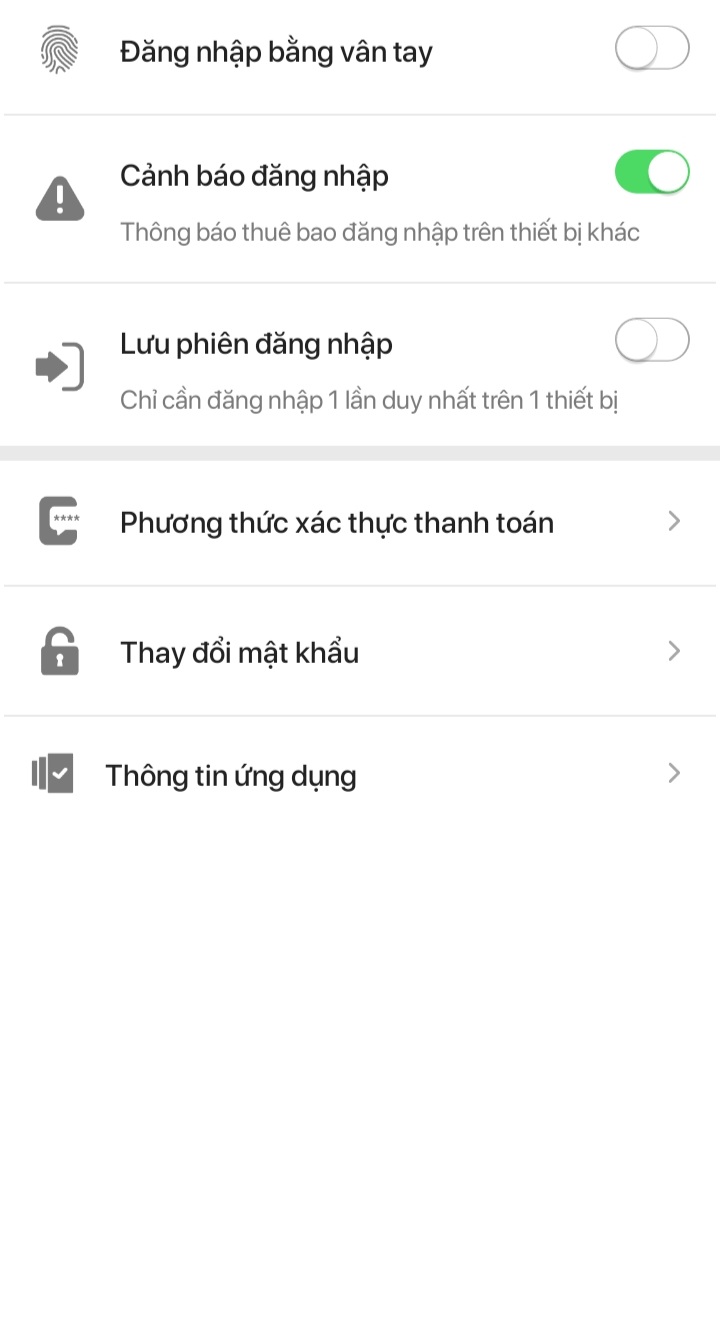 Đăng nhập bằng vân tay
Cảnh báo đăng nhập
Thông báo thuê bao đăng nhập trên thiết bị khác
Lưu phiên đăng nhập
Chỉ cần đăng nhập 1 lần duy nhất trên 1 thiết bị
****
Phương thức xác thực thanh toán
Thay đổi mật khẩu
Thông tin ứng dụng